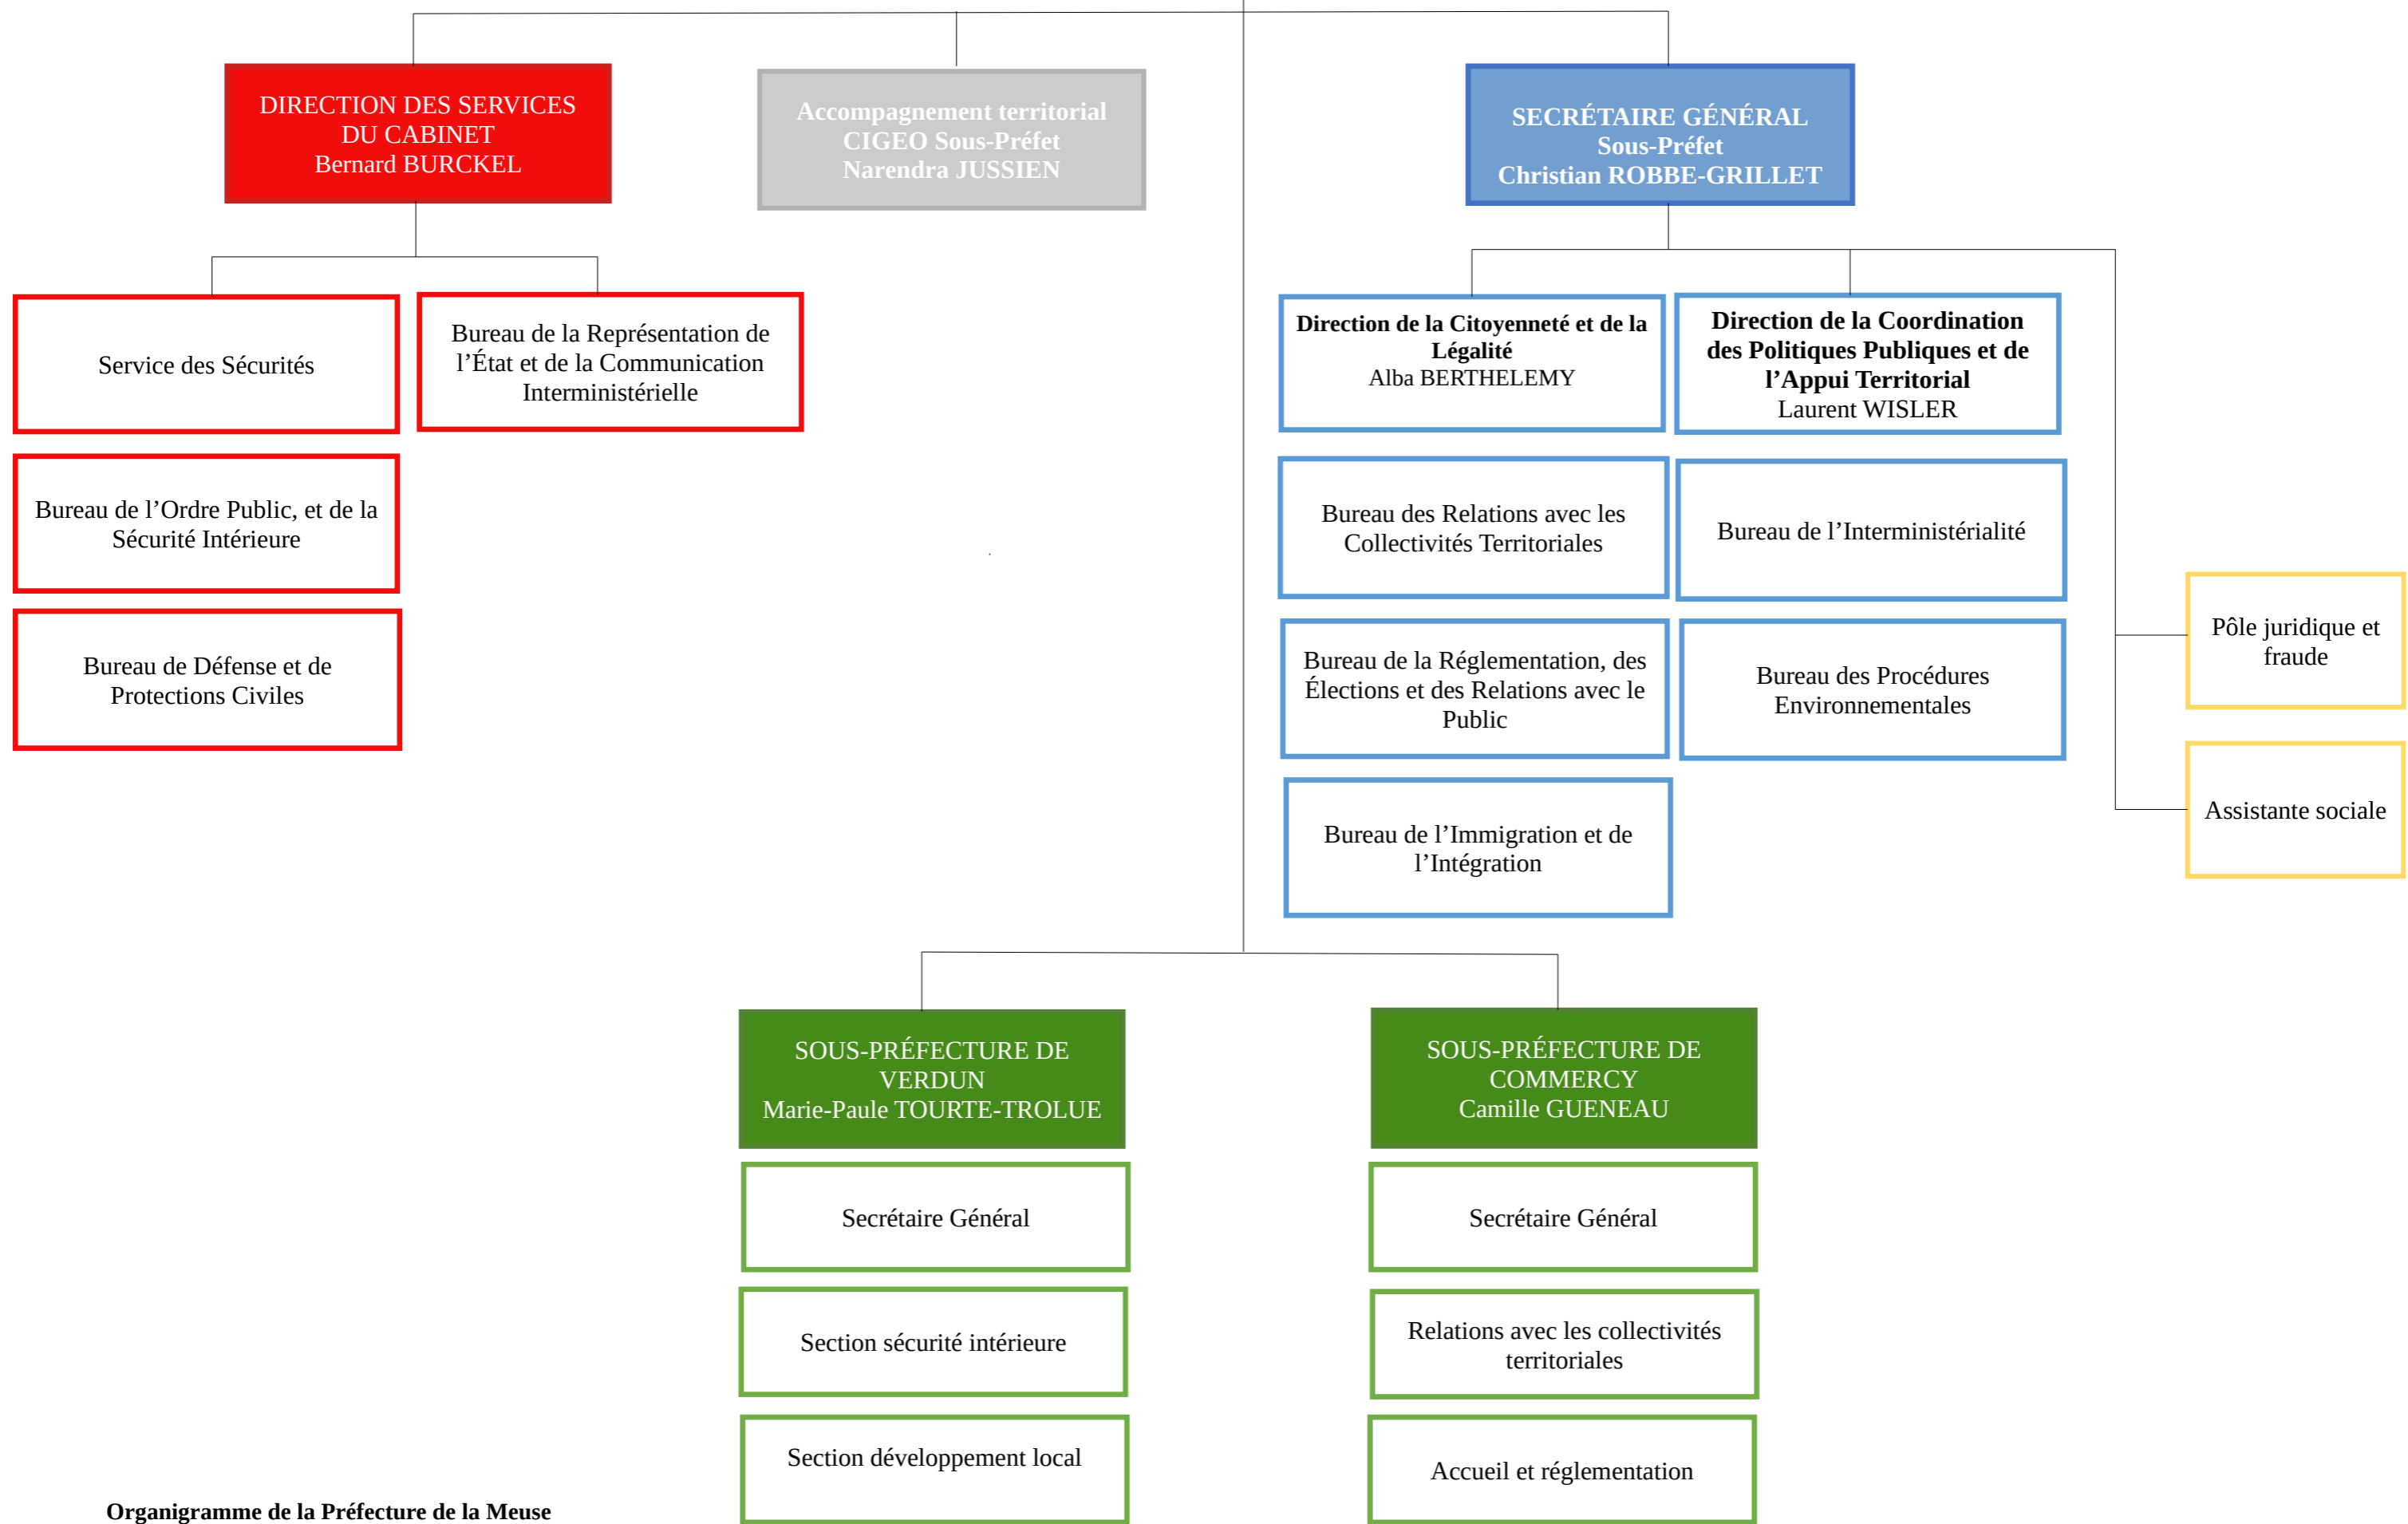 DIRECTION DES SERVICES
DU CABINET
Bernard BURCKEL
Accompagnement territorial
CIGEO Sous-Préfet
Narendra JUSSIEN
SECRÉTAIRE GÉNÉRAL
Sous-Préfet
Christian ROBBE-GRILLET
Service des Sécurités
Bureau de la Représentation de
l’État et de la Communication
Interministérielle
Bureau de l’Ordre Public, et de la
Sécurité Intérieure
Bureau de Défense et de
Protections Civiles
Direction de la Citoyenneté et de la
Légalité
Alba BERTHELEMY
Direction de la Coordination
des Politiques Publiques et de
l’Appui Territorial
Laurent WISLER
Bureau des Relations avec les
Collectivités Territoriales
Bureau de l’Interministérialité
Bureau de la Réglementation, des
Élections et des Relations avec le
Public
Bureau des Procédures
Environnementales
Bureau de l’Immigration et de
l’Intégration
Pôle juridique et
fraude
Assistante sociale
SOUS-PRÉFECTURE DE
VERDUN
Marie-Paule TOURTE-TROLUE
Secrétaire Général
Section sécurité intérieure
Section développement local
SOUS-PRÉFECTURE DE
COMMERCY
Camille GUENEAU
Secrétaire Général
Relations avec les collectivités
territoriales
Accueil et réglementation
Organigramme de la Préfecture de la Meuse